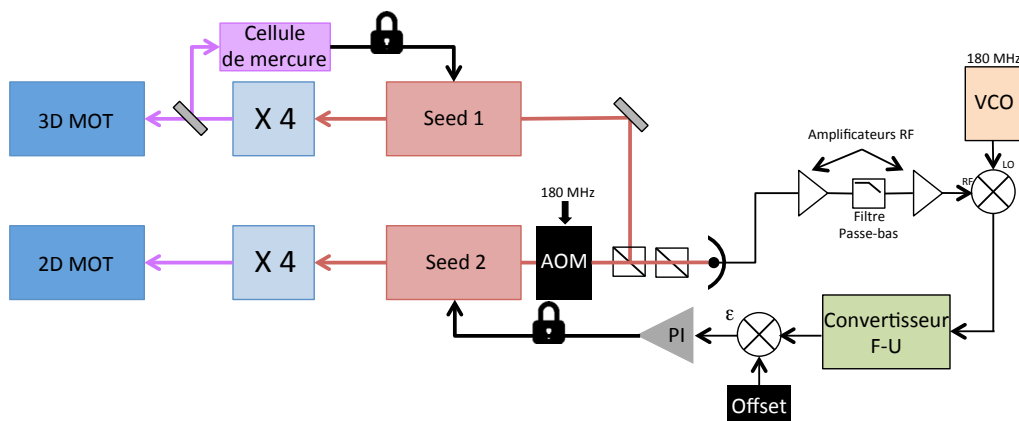 Cellule
de mercure
3D MOT
X 4
Seed 1
180 MHz
VCO
Amplificateurs RF
LO
RF
Filtre
Passe-bas
180 MHz
2D MOT
X 4
Seed 2
AOM
ε
PI
Convertisseur
F-U
Offset